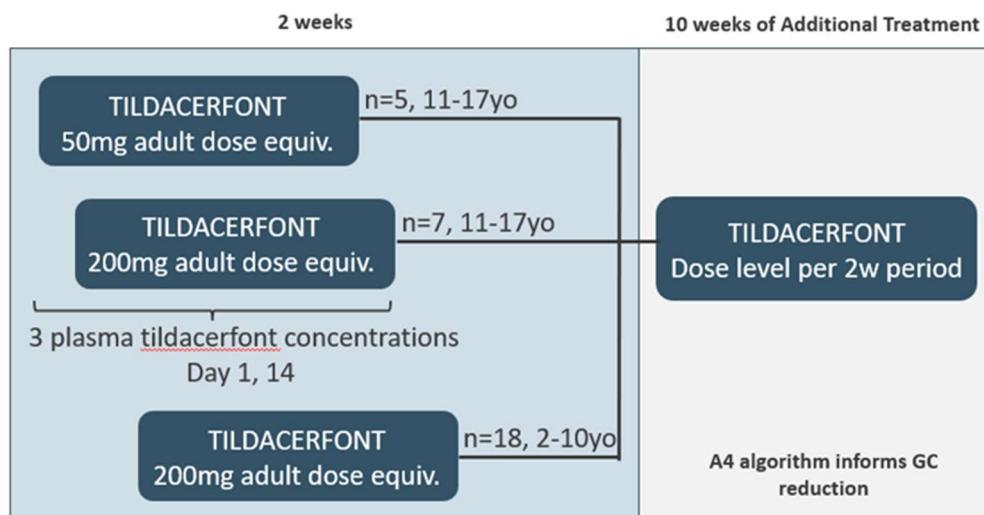 2 weeks
10 weeks of Additional Treatment
TILDACERFONT
50mg adult dose equiv.
n=5, 11-17yo
TILDACERFONT
200mg adult dose equiv.
n=7, 11-17yo
TILDACERFONT
Dose level per 2w period
3 plasma tildacerfont concentrations
Day 1, 14
TILDACERFONT
200mg adult dose equiv.
n=18, 2-10yo
A4 algorithm informs GC
reduction